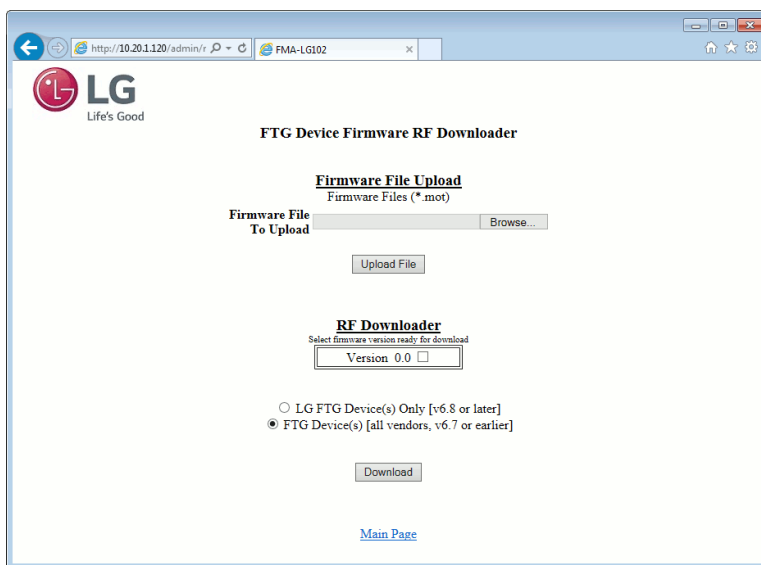 http://10.20.1.120/admin/r
FMA-LG102
LG
LG
Life's Good
FTG Device Firmware RF Downloader
Firmware File Upload
Firmware Files (*.mot)
Firmware File To Upload
Browse...
Upload File
RF Downloader
Select firmware version ready for download
Version 0.0
LG FTG Device(s) Only [v6.8 or later]
FTG Device(s) [all vendors, v6.7 or earlier]
Download
Main Page